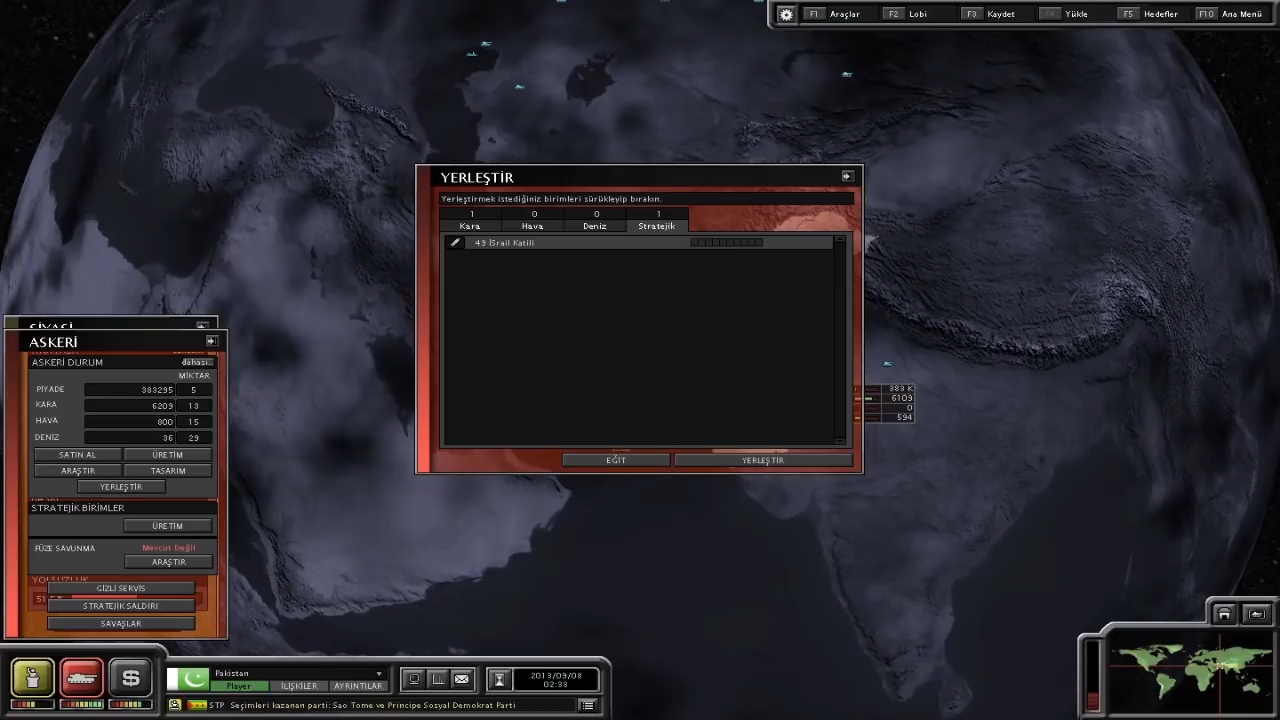 F1 Araçlar F2 Lobi F3 Kaydet F4 Yükle F5 Hedefler F10 Ana Menü
YERLEŞTİR
Yerleştirmek istediğiniz birimleri sürükleyip bırakın.
1 0 0 1
Kara Hava Deniz Stratejik
49 İSrail Katili
EĞİT YERLEŞTİR
383 K
6109
0
594
SİYASİ
ASKERİ
ASKERİ DURUM dahası..
MİKTAR
PİYADE 383295 5
KARA 6209 13
HAVA 800 15
DENİZ 36 29
SATIN AL ÜRETİM
ARAŞTIR TASARIM
YERLEŞTİR
STRATEJİK BİRİMLER
ÜRETİM
FÜZE SAVUNMA Mevcut Değil
ARAŞTIR
YOLSUZLUK
GİZLİ SERVİS
STRATEJİK SALDIRI
SAVAŞLAR
$
Pakistan
Player İLİŞKİLER AYRINTILAR
2013/09/08
02:33
STP Seçimleri kazanan parti: Sao Tome ve Principe Sosyal Demokrat Parti